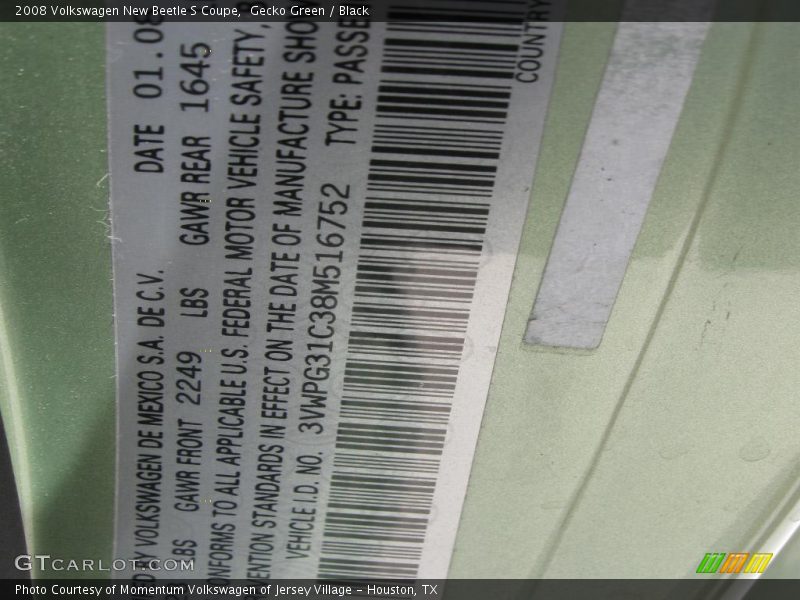 2008 Volkswagen New Beetle S Coupe,  Gecko Green / Black
BY VOLKSWAGEN DE MEXICO S.A. DE C.V. DATE 01.08
LBS GAWR FRONT 2249 LBS GAWR REAR 1645
CONFORMS TO ALL APPLICABLE U.S. FEDERAL MOTOR VEHICLE SAFETY,
STANDARDS IN EFFECT ON THE DATE OF MANUFACTURE
VEHICLE I.D. NO. 3VWPG31C38M516752 TYPE:
COUNTRY
GTCARLOT.COM
Photo Courtesy of Momentum Volkswagen of Jersey Village – Houston, TX